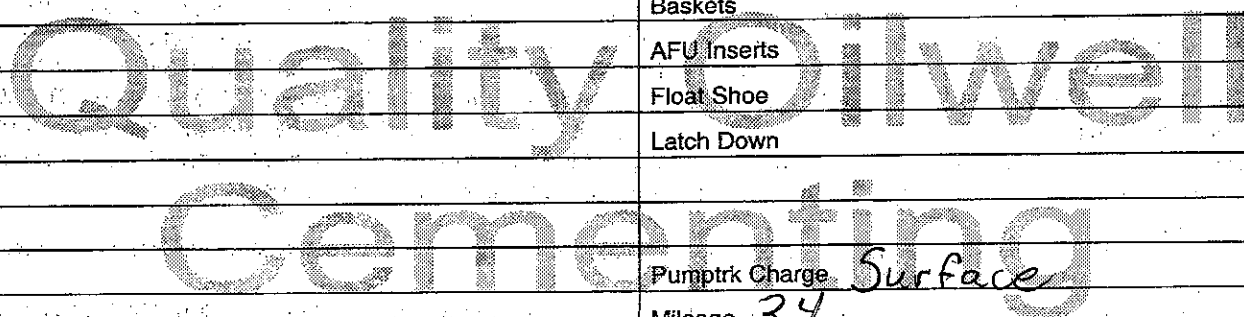 Baskets
AFU Inserts
Float Shoe
Latch Down
Quality Oilwell
Cementing
Pumptrk Charge Surface
Mileage 34